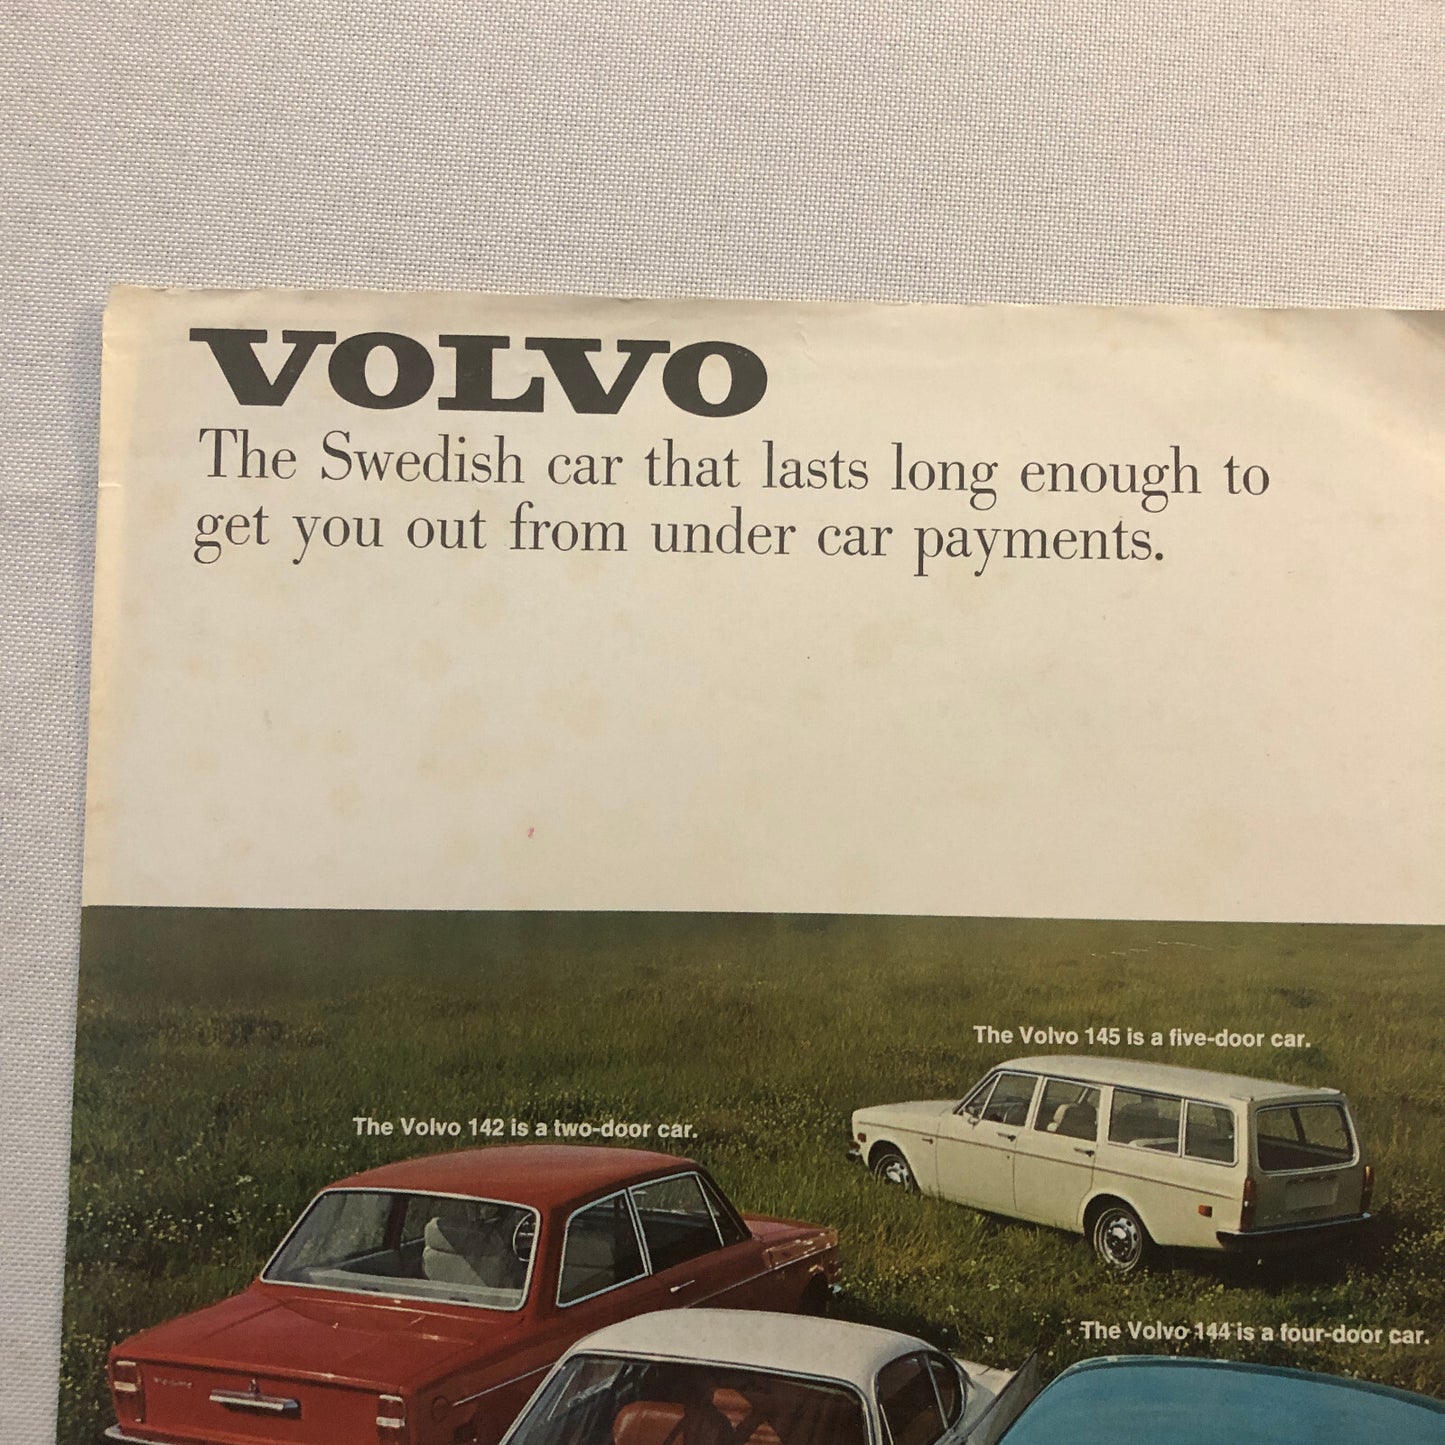 VOLVO
The Swedish car that lasts long enough to
get you out from under car payments.
The Volvo 145 is a five-door car.
The Volvo 142 is a two-door car.
The Volvo 144 is a four-door car.
VOLVO